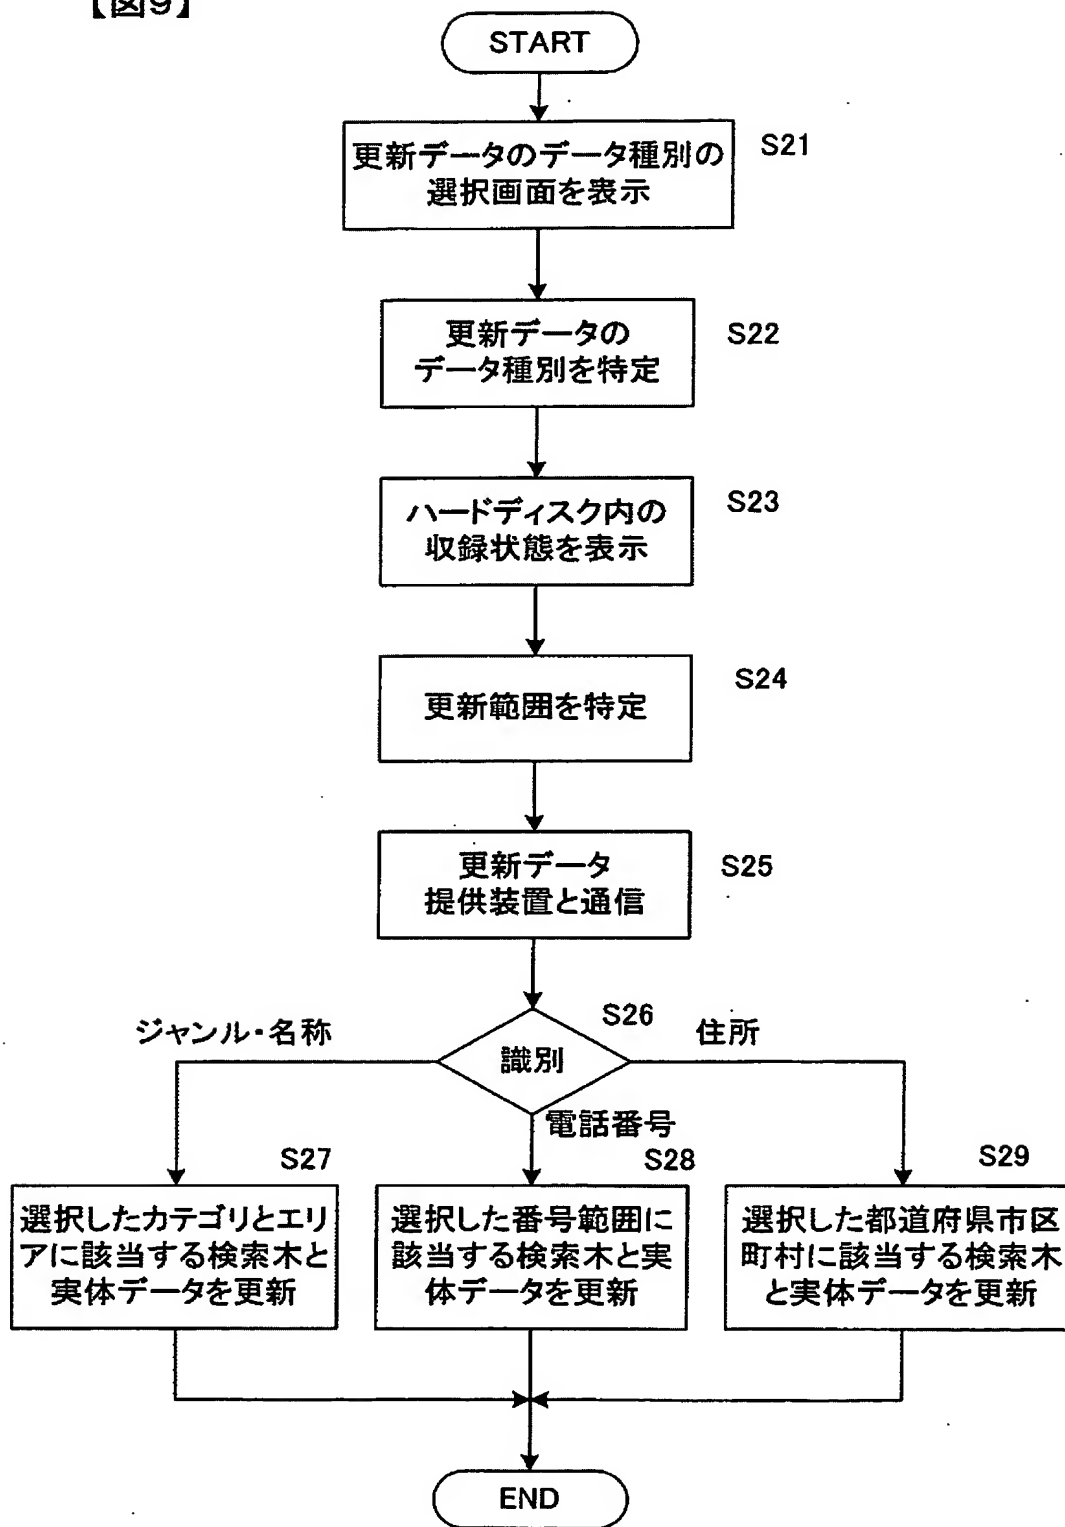 【図9】
START
S21
更新データのデータ種別の
選択画面を表示
S22
更新データの
データ種別を特定
S23
ハードディスク内の
収録状態を表示
S24
更新範囲を特定
S25
更新データ
提供装置と通信
S26
ジャンル・名称
識別
住所
電話番号
S27
選択したカテゴリとエリ
アに該当する検索木と
実体データを更新
S28
選択した番号範囲に
該当する検索木と実
体データを更新
S29
選択した都道府県市区
町村に該当する検索木
と実体データを更新
END